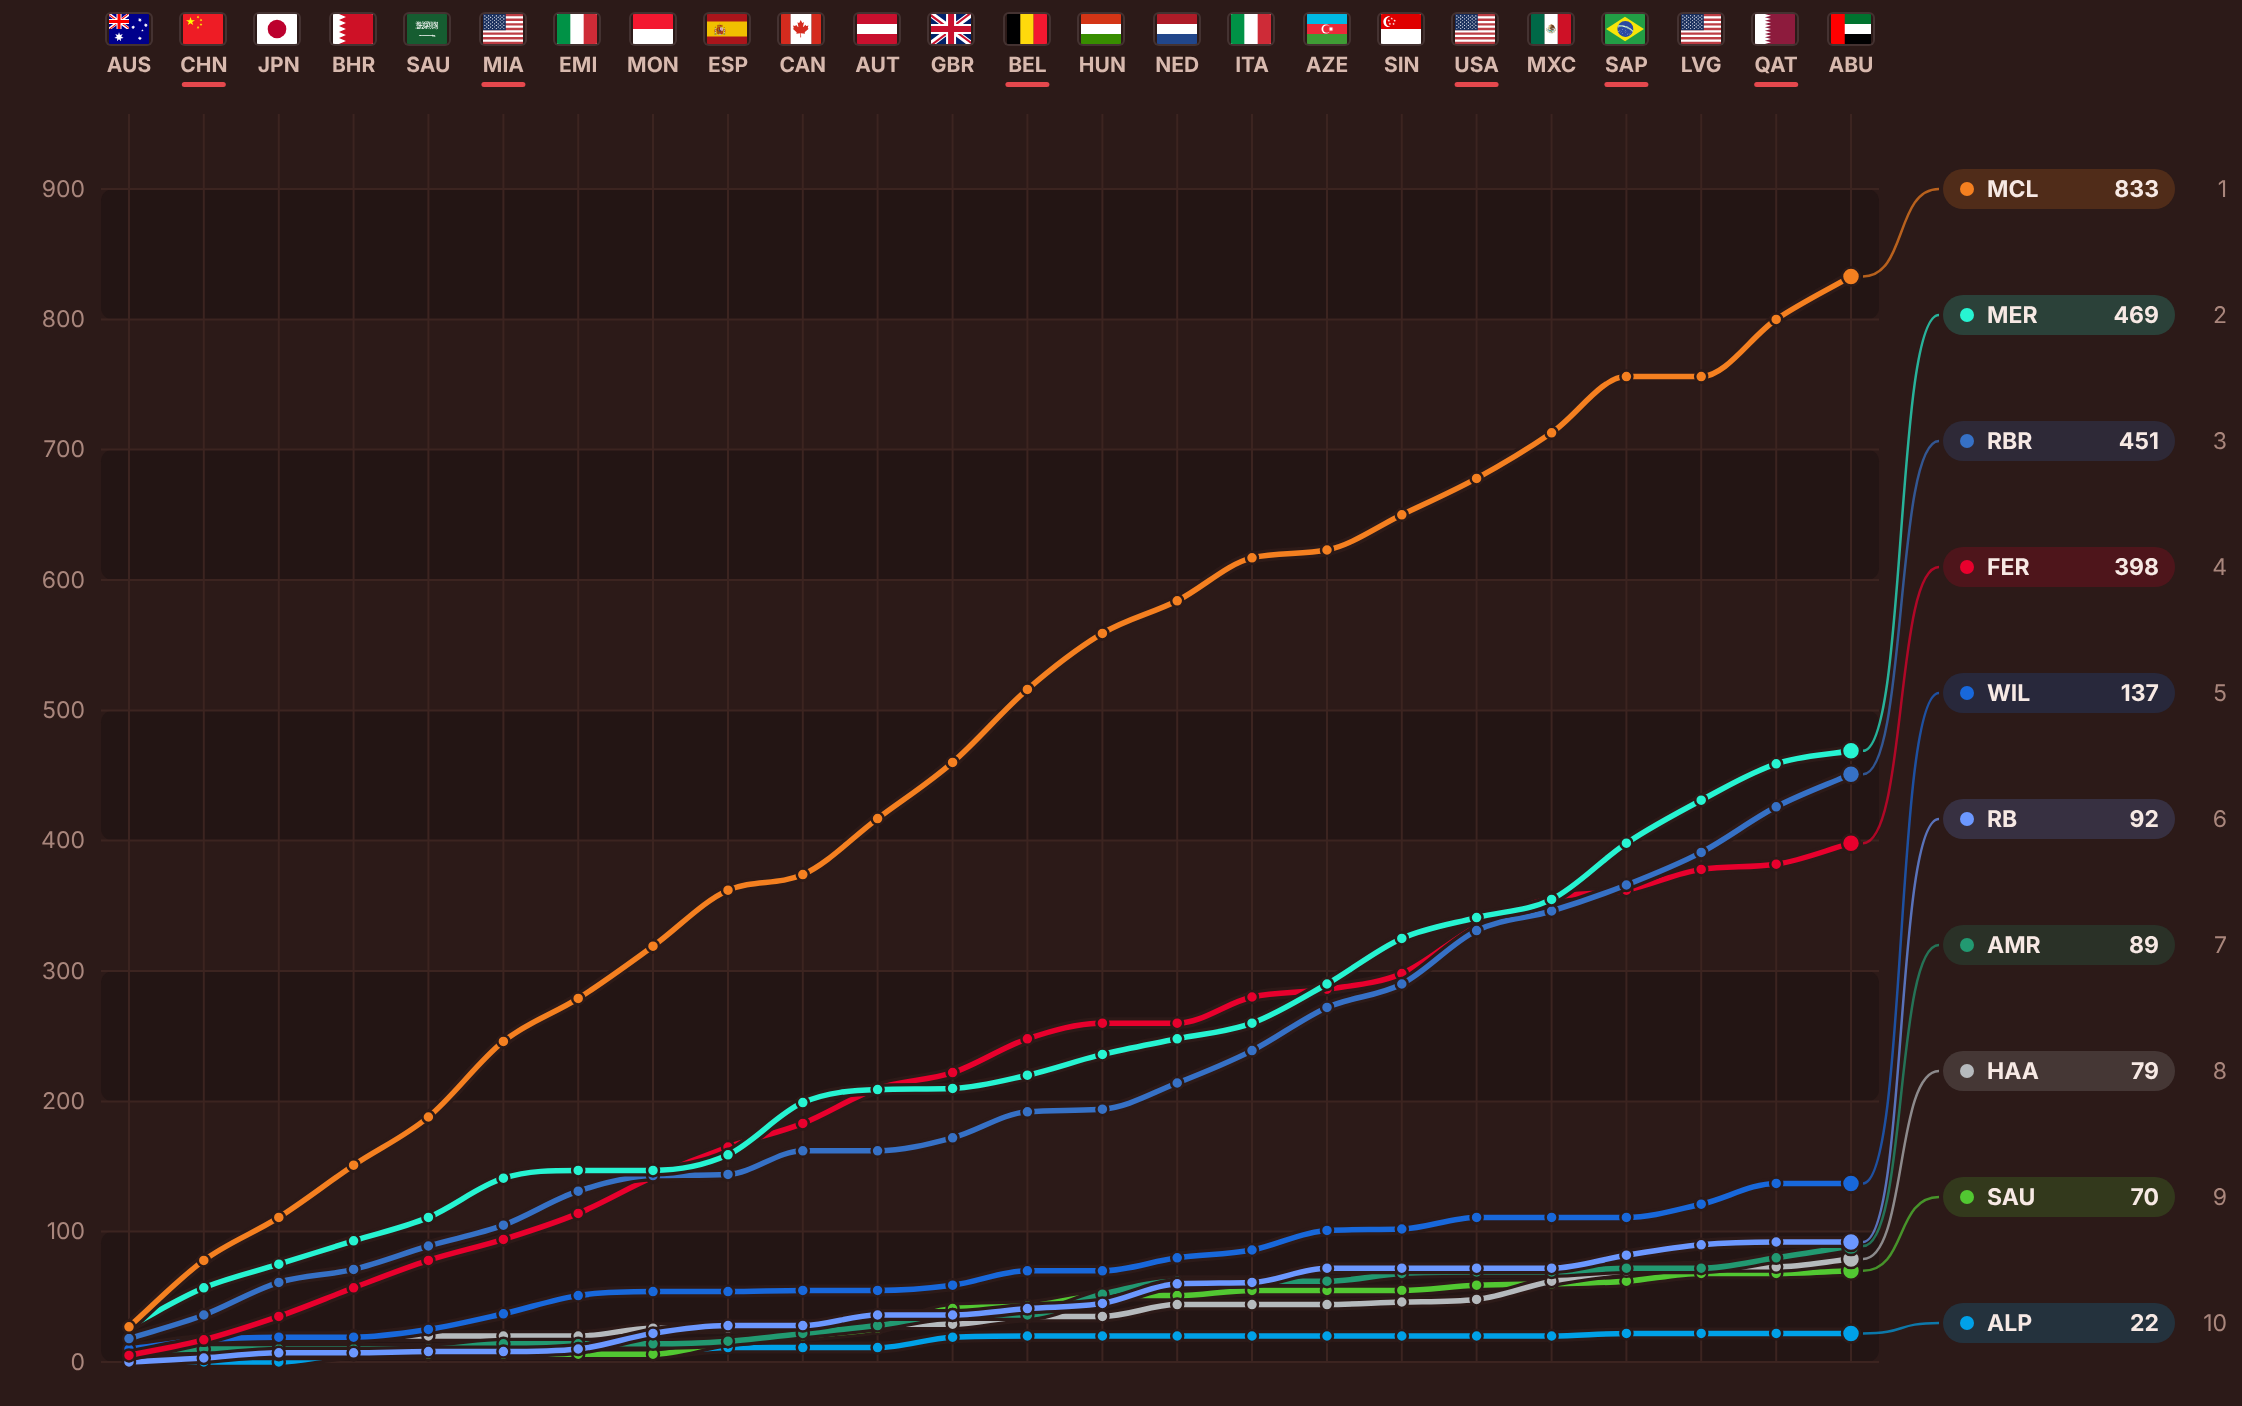 AUS CHN JPN BHR SAU MIA EMI MON ESP CAN AUT GBR BEL HUN NED ITA AZE SIN USA MXC SAP LVG QAT ABU
900
800
700
600
500
400
300
200
100
0
MCL 833 1
MER 469 2
RBR 451 3
FER 398 4
WIL 137 5
RB 92 6
AMR 89 7
HAA 79 8
SAU 70 9
ALP 22 10